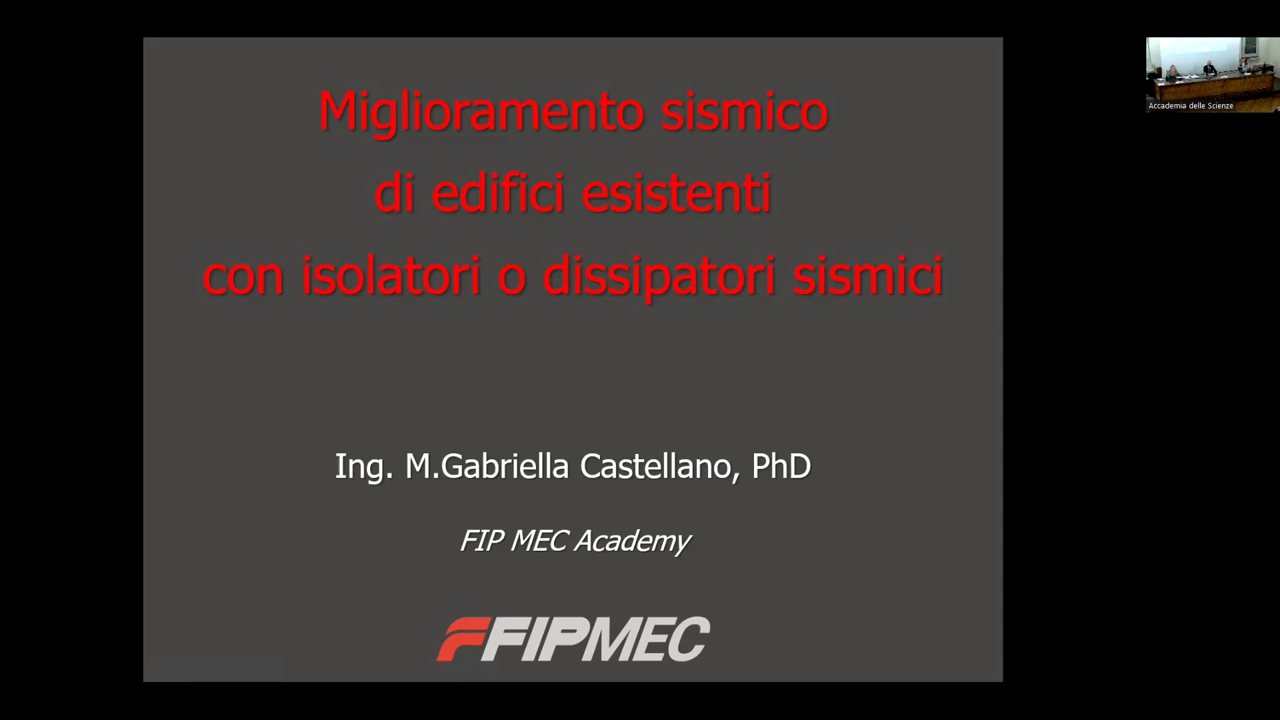 Miglioramento sismico
di edifici esistenti
con isolatori o dissipatori sismici
Ing. M.Gabriella Castellano, PhD
FIP MEC Academy
FIPMEC
Accademia delle Scienze